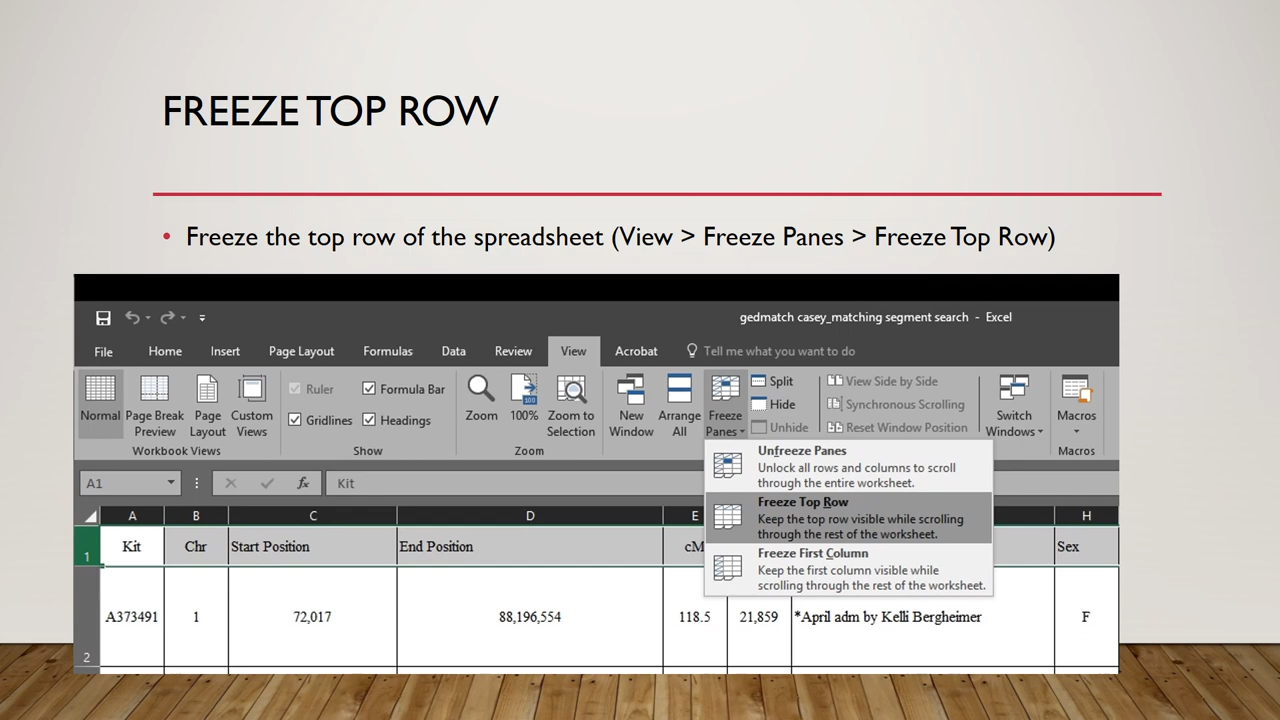 FREEZE TOP ROW
• Freeze the top row of the spreadsheet (View > Freeze Panes > Freeze Top Row)
gedmatch casey_matching segment search - Excel
File Home Insert Page Layout Formulas Data Review View Acrobat Tell me what you want to do
Normal
Page Break
Preview
Page
Layout
Custom
Views
Workbook Views
Ruler
Formula Bar
Gridlines
Headings
Show
Zoom
100
100%
Zoom to
Selection
Zoom
New
Window
Arrange
All
Freeze
Panes
Split
Hide
Unhide
View Side by Side
Synchronous Scrolling
Reset Window Position
Switch
Windows
Macros
Macros
Unfreeze Panes
Unlock all rows and columns to scroll
through the entire worksheet.
Freeze Top Row
Keep the top row visible while scrolling
through the rest of the worksheet.
Freeze First Column
Keep the first column visible while
scrolling through the rest of the worksheet.
A1 fx Kit
A B C D E H
1 Kit Chr Start Position End Position cM Sex
2 A373491 1 72,017 88,196,554 118.5 21,859 *April adm by Kelli Bergheimer F